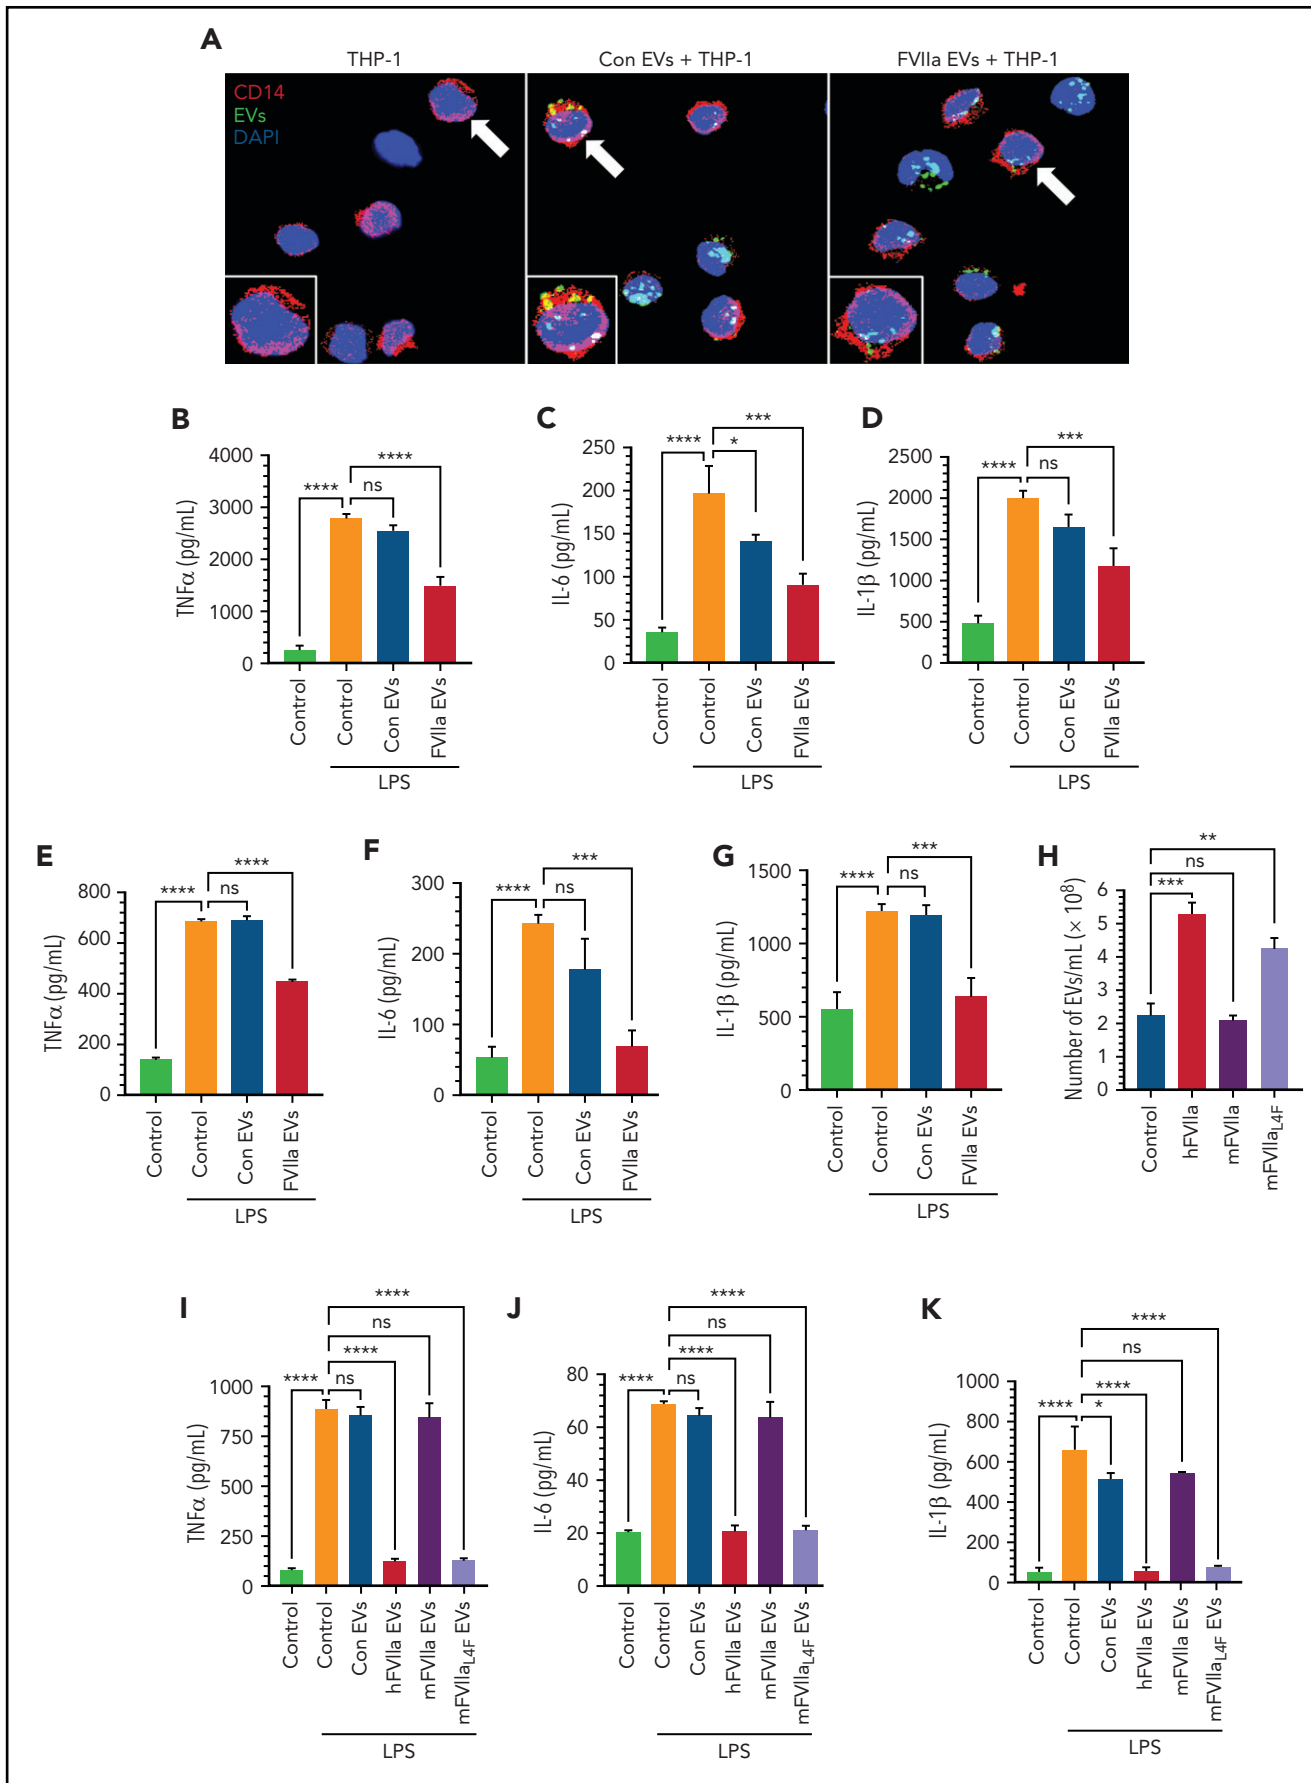 A
THP-1
Con EVs + THP-1
FVIIa EVs + THP-1
CD14
EVs
DAPI
B
TNFα (pg/mL)
4000
3000
2000
1000
0
****
ns
****
Control
Control
Con EVs
FVIIa EVs
LPS
C
IL-6 (pg/mL)
250
200
150
100
50
0
****
*
***
Control
Control
Con EVs
FVIIa EVs
LPS
D
IL-1β (pg/mL)
2500
2000
1500
1000
500
0
****
ns
***
Control
Control
Con EVs
FVIIa EVs
LPS
E
TNFα (pg/mL)
800
600
400
200
0
****
ns
****
Control
Control
Con EVs
FVIIa EVs
LPS
F
IL-6 (pg/mL)
300
200
100
0
****
ns
***
Control
Control
Con EVs
FVIIa EVs
LPS
G
IL-1β (pg/mL)
1500
1000
500
0
****
ns
***
Control
Control
Con EVs
FVIIa EVs
LPS
H
Number of EVs/mL (× 10⁸)
6
5
4
3
2
1
0
***
ns
**
Control
hFVIIa
mFVIIa
mFVIIaL4F
I
TNFα (pg/mL)
1000
750
500
250
0
****
ns
****
ns
****
Control
Control
Con EVs
hFVIIa EVs
mFVIIa EVs
mFVIIaL4F EVs
LPS
J
IL-6 (pg/mL)
80
60
40
20
0
****
ns
****
ns
****
Control
Control
Con EVs
hFVIIa EVs
mFVIIa EVs
mFVIIaL4F EVs
LPS
K
IL-1β (pg/mL)
1000
800
600
400
200
0
****
*
****
ns
****
Control
Control
Con EVs
hFVIIa EVs
mFVIIa EVs
mFVIIaL4F EVs
LPS